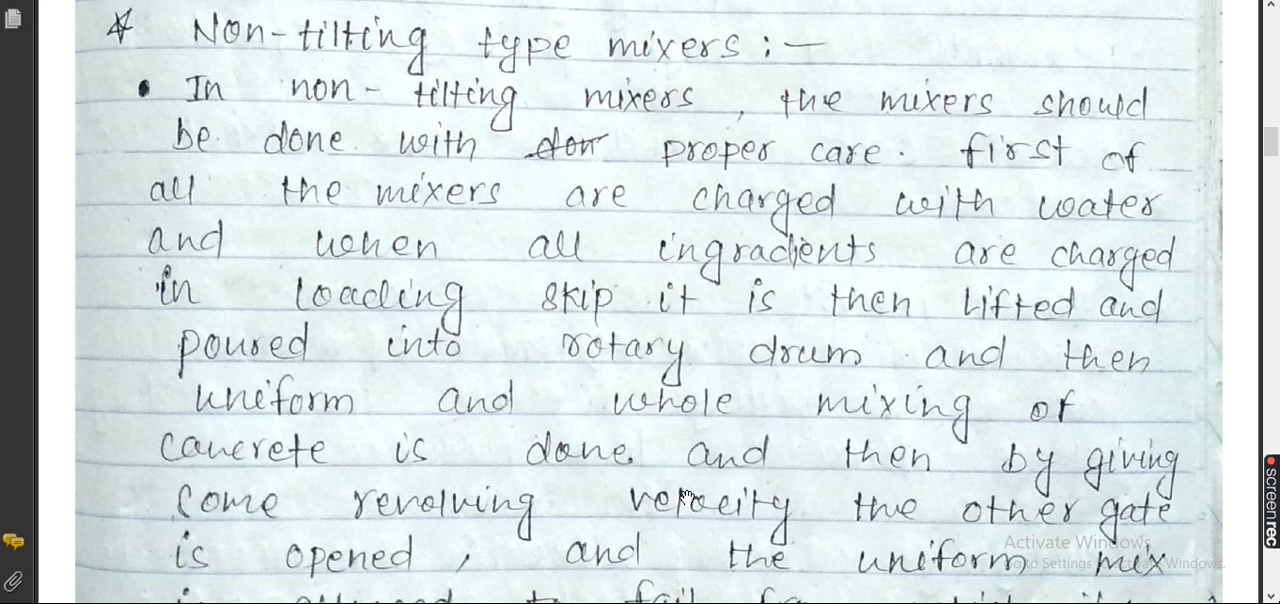 ☆ Non-tilting type mixers :-
• In non-tilting mixers, the mixers should
be done with dor proper care. first of
all the mixers are charged with water
and when all ingradients are charged
in loading skip it is then lifted and
poured into rotary drum and then
uniform and whole mixing of
concrete is done and then by giving
some revolving velocity the other gate
is opened, and the uniform mix
Activate Windows
Go to Settings to activate Windows.
screenrec